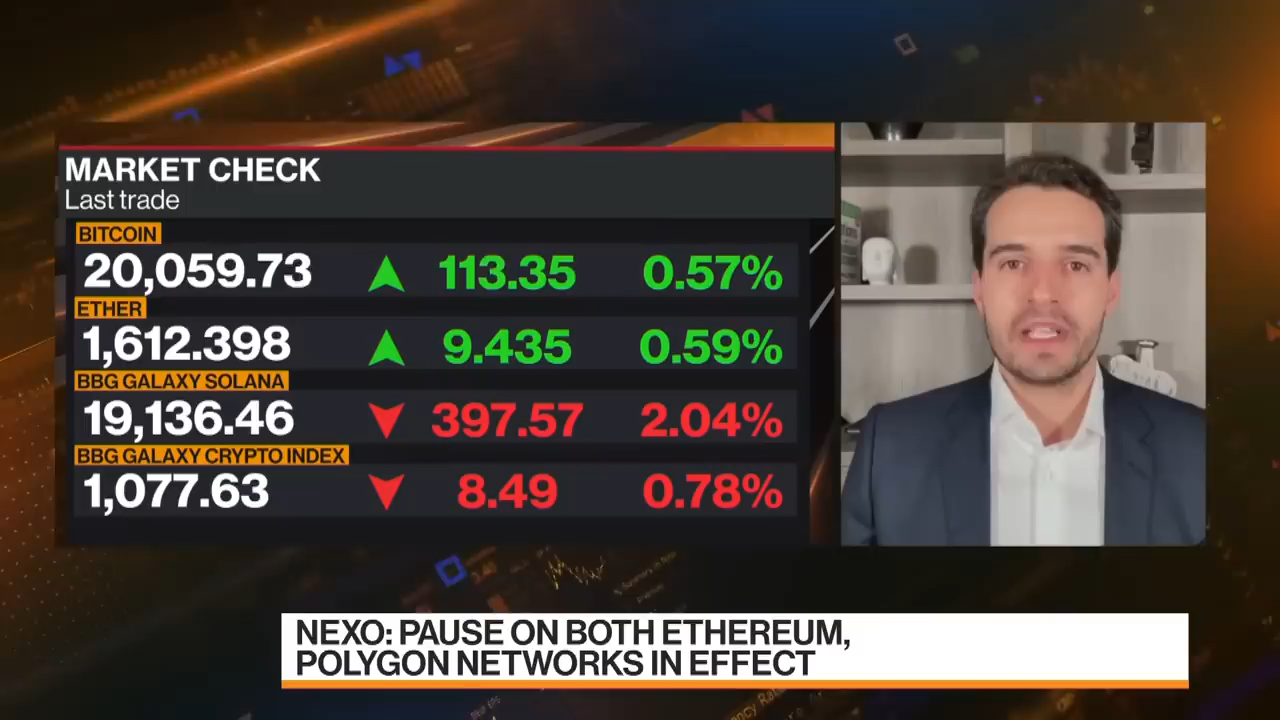 MARKET CHECK
Last trade
BITCOIN
20,059.73 113.35 0.57%
ETHER
1,612.398 9.435 0.59%
BBG GALAXY SOLANA
19,136.46 397.57 2.04%
BBG GALAXY CRYPTO INDEX
1,077.63 8.49 0.78%
NEXO: PAUSE ON BOTH ETHEREUM,
POLYGON NETWORKS IN EFFECT